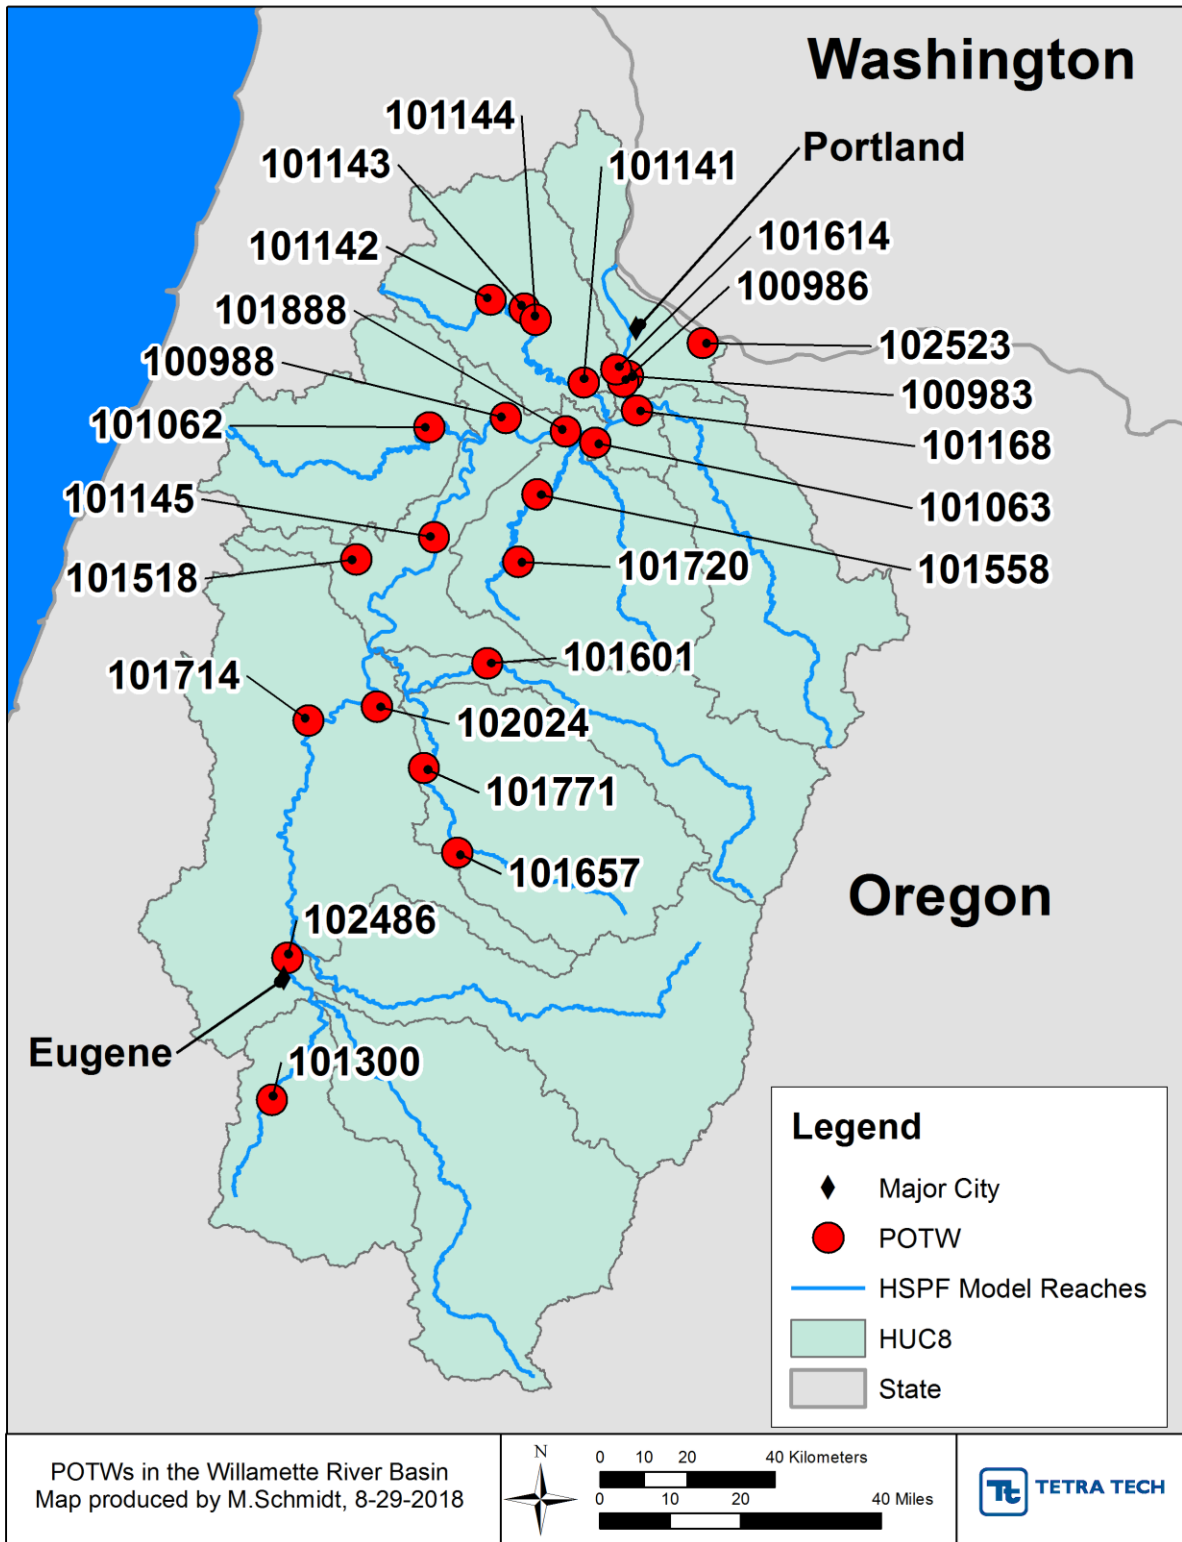 Washington
101144
Portland
101143
101141
101142
101614
100986
101888
102523
100988
100983
101062
101168
101145
101063
101518
101720
101558
101601
101714
102024
101771
101657
Oregon
102486
Eugene
101300
Legend
Major City
POTW
HSPF Model Reaches
HUC8
State
POTWs in the Willamette River Basin
Map produced by M.Schmidt, 8-29-2018
N
0 10 20 40 Kilometers
0 10 20 40 Miles
Tt TETRA TECH